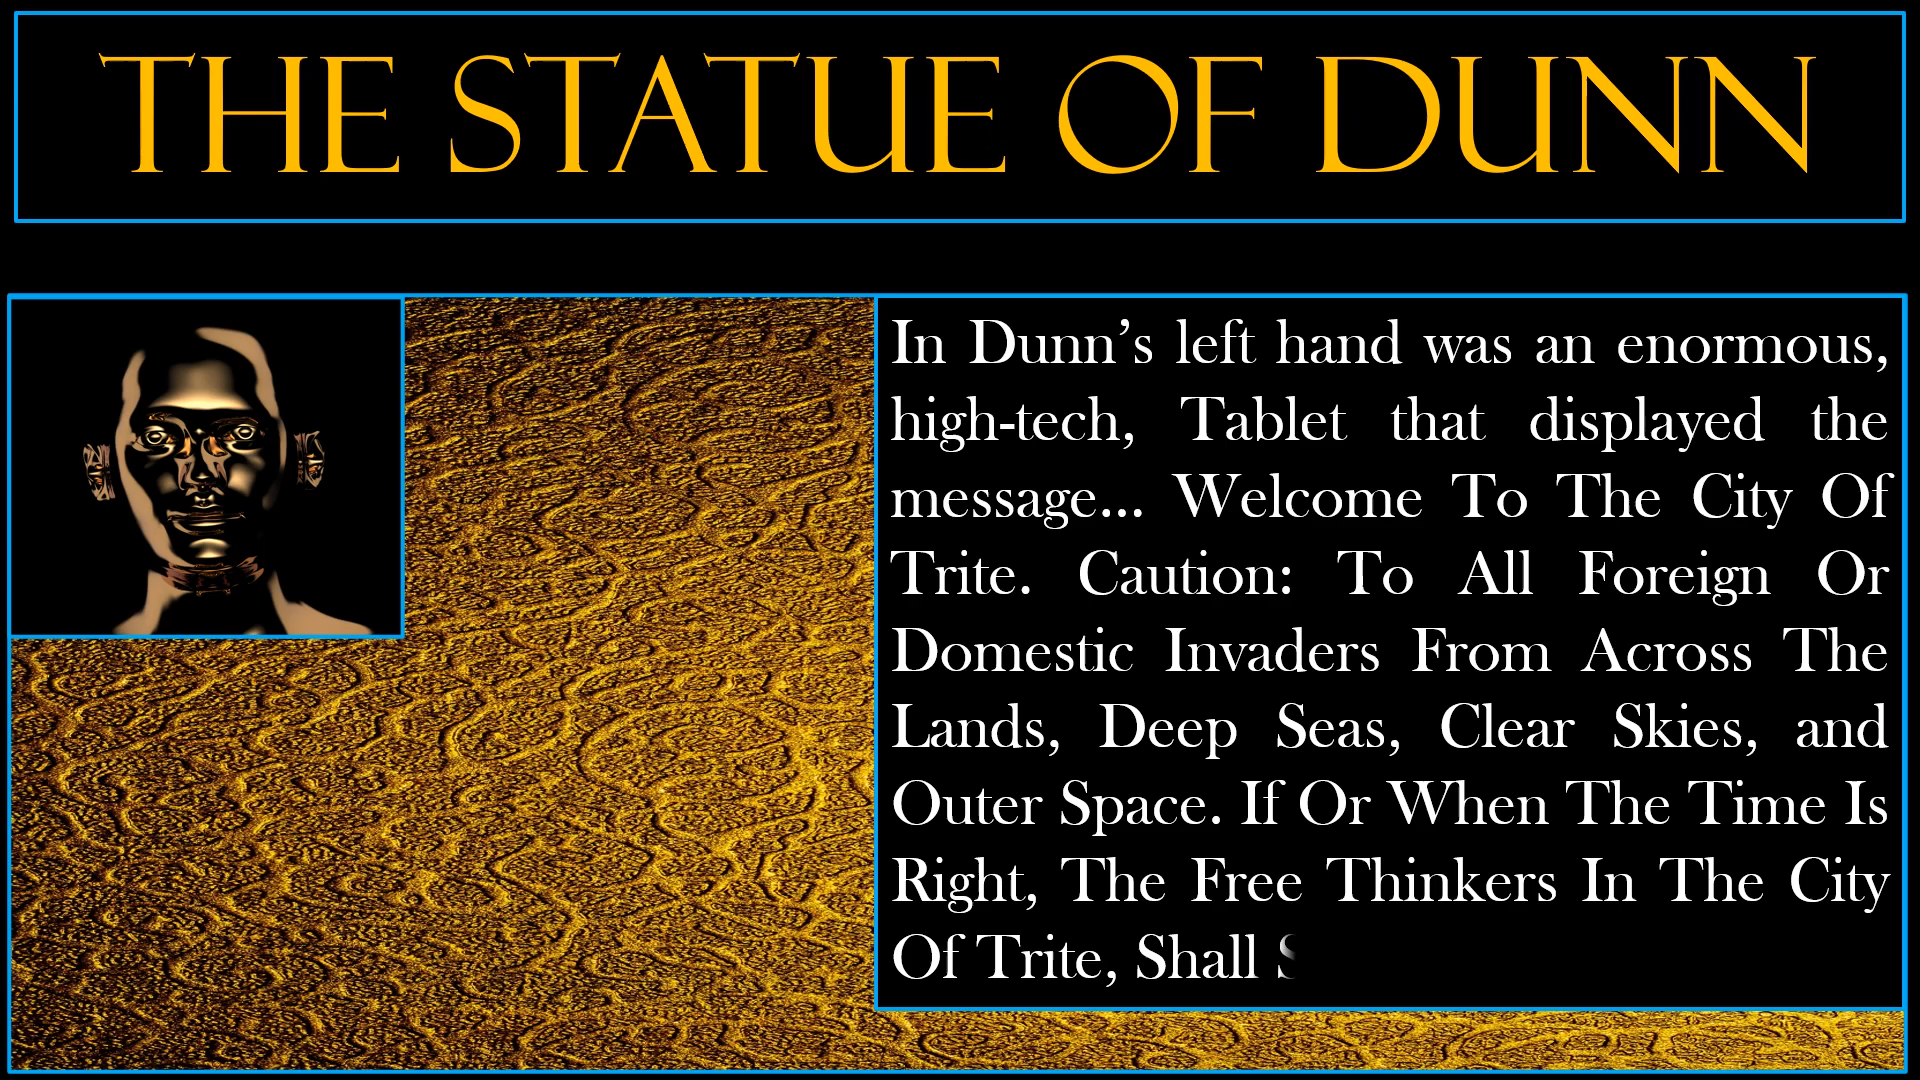 THE STATUE OF DUNN
In Dunn’s left hand was an enormous,
high-tech, Tablet that displayed the
message... Welcome To The City Of
Trite. Caution: To All Foreign Or
Domestic Invaders From Across The
Lands, Deep Seas, Clear Skies, and
Outer Space. If Or When The Time Is
Right, The Free Thinkers In The City
Of Trite, Shall